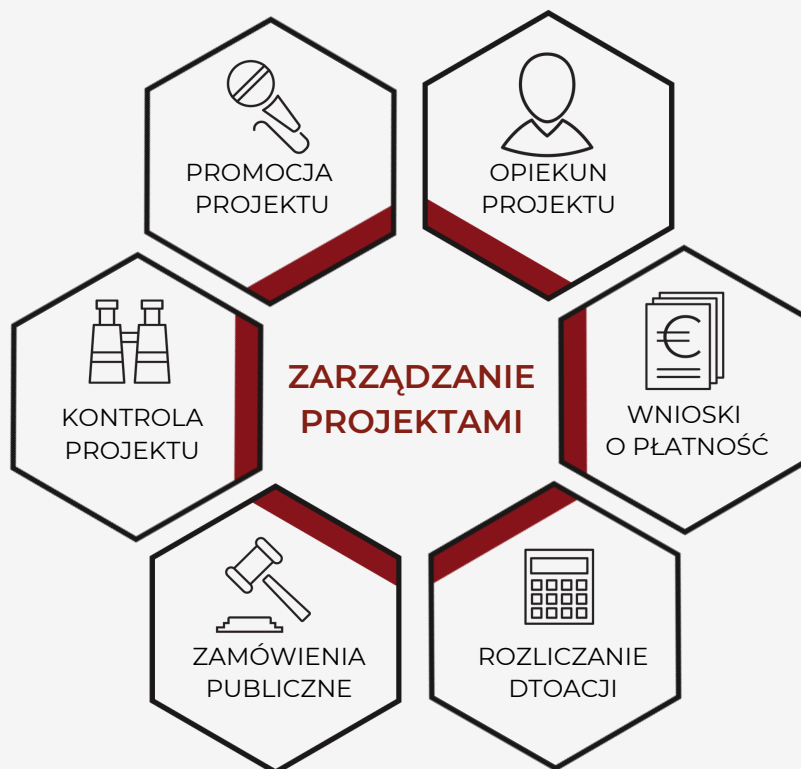 PROMOCJA
PROJEKTU
OPIEKUN
PROJEKTU
KONTROLA
PROJEKTU
ZARZĄDZANIE
PROJEKTAMI
€
WNIOSKI
O PŁATNOŚĆ
ZAMÓWIENIA
PUBLICZNE
ROZLICZANIE
DTOACJI